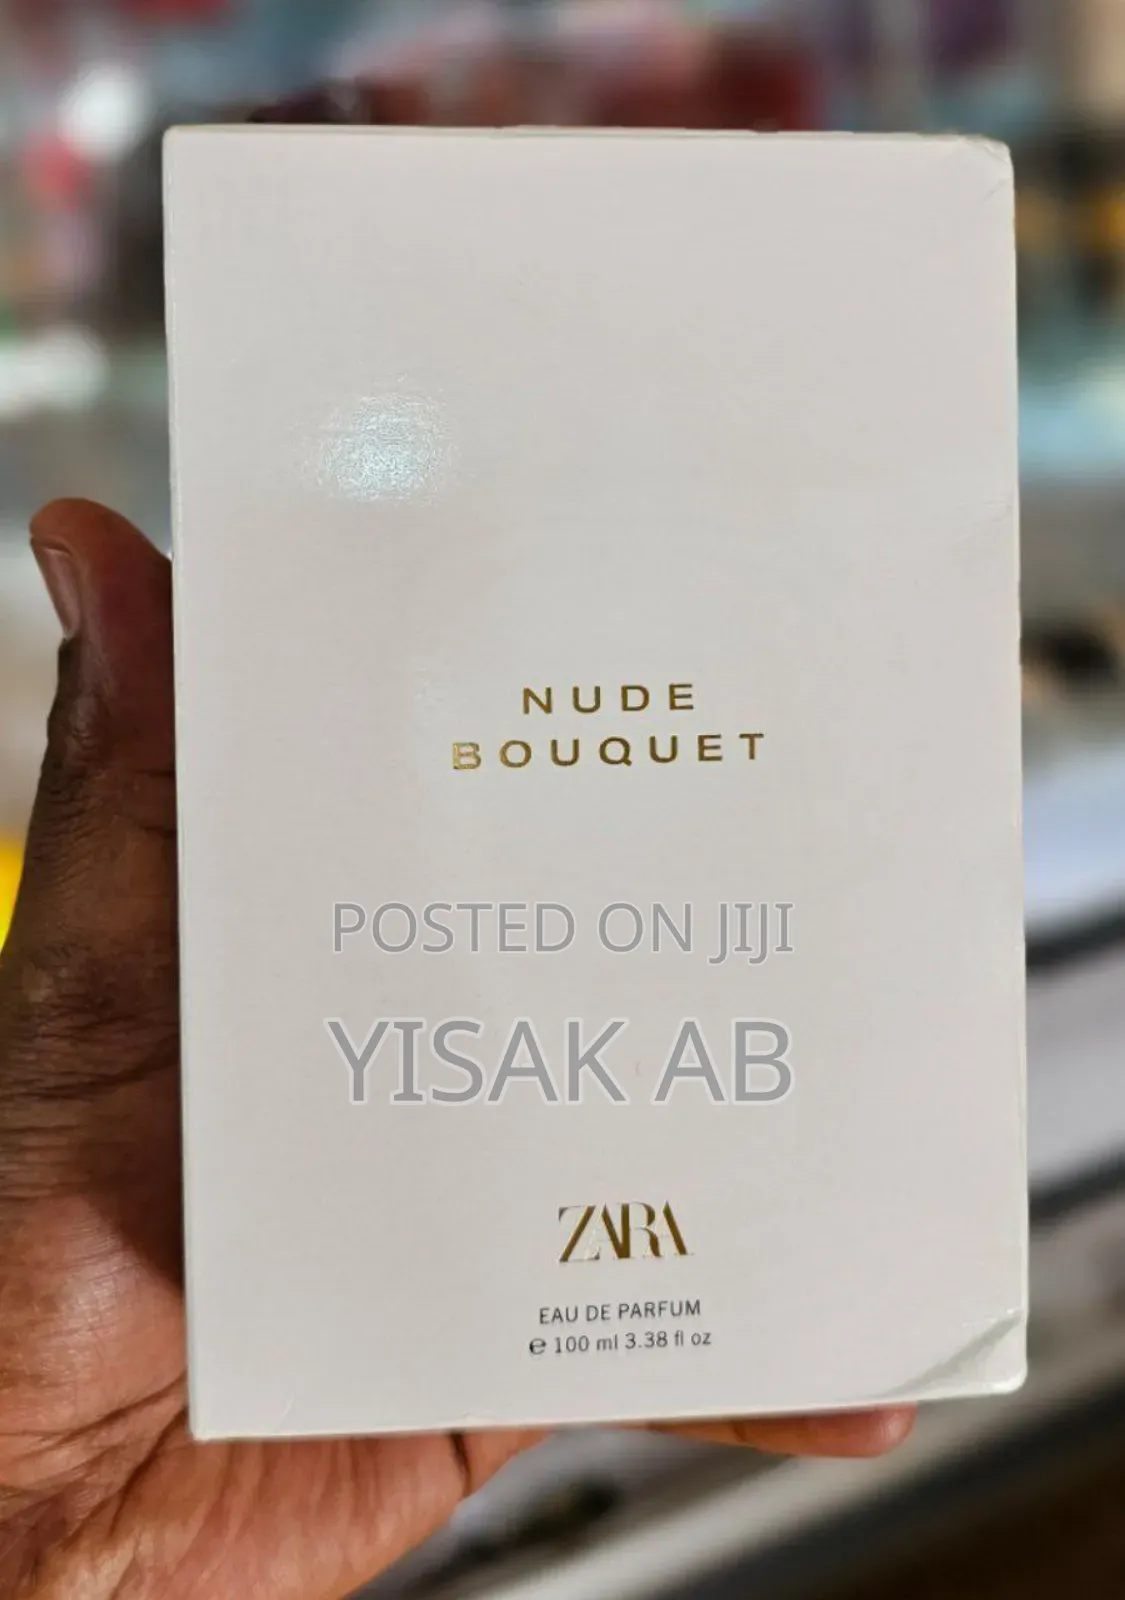 NUDE
BOUQUET
POSTED ON JIJI
YISAK AB
ZARA
EAU DE PARFUM
℮ 100 ml 3.38 fl oz